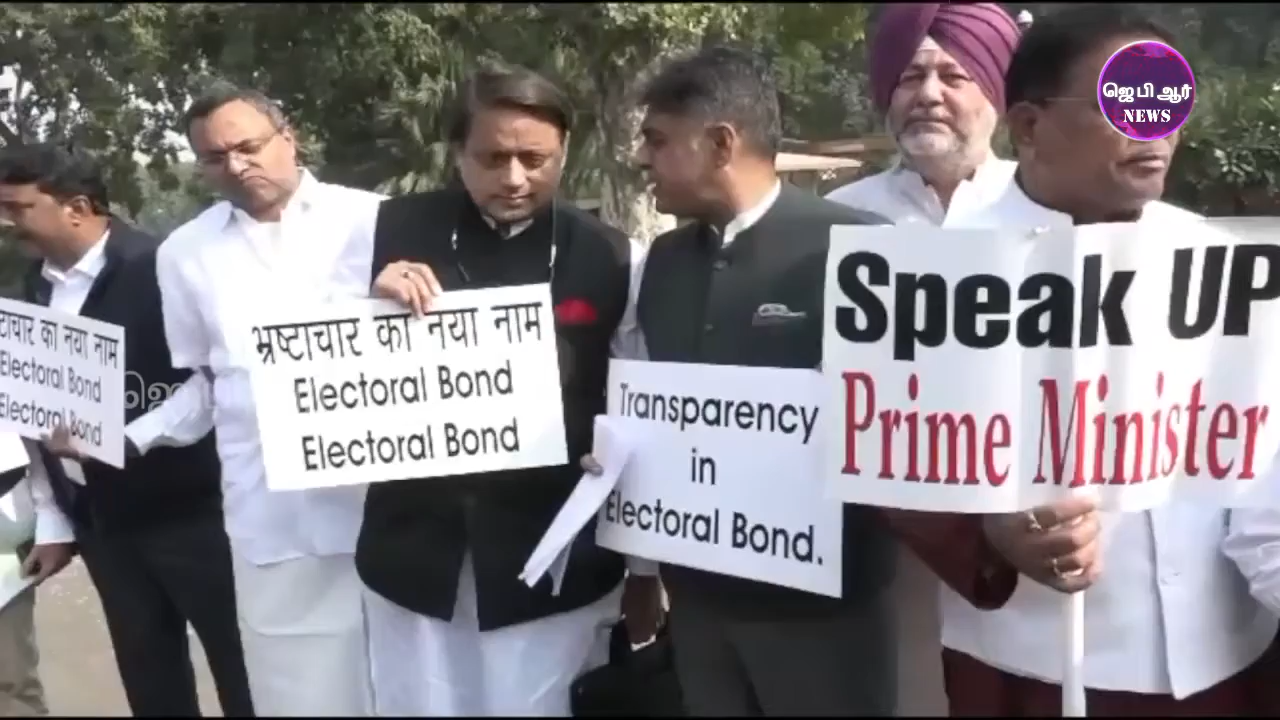 ஜெ பி ஆர்
NEWS
टाचार का नया नाम
Electoral Bond
Electoral Bond
भ्रष्टाचार का नया नाम
Electoral Bond
Electoral Bond
Transparency
in
Electoral Bond.
Speak UP
Prime Minister